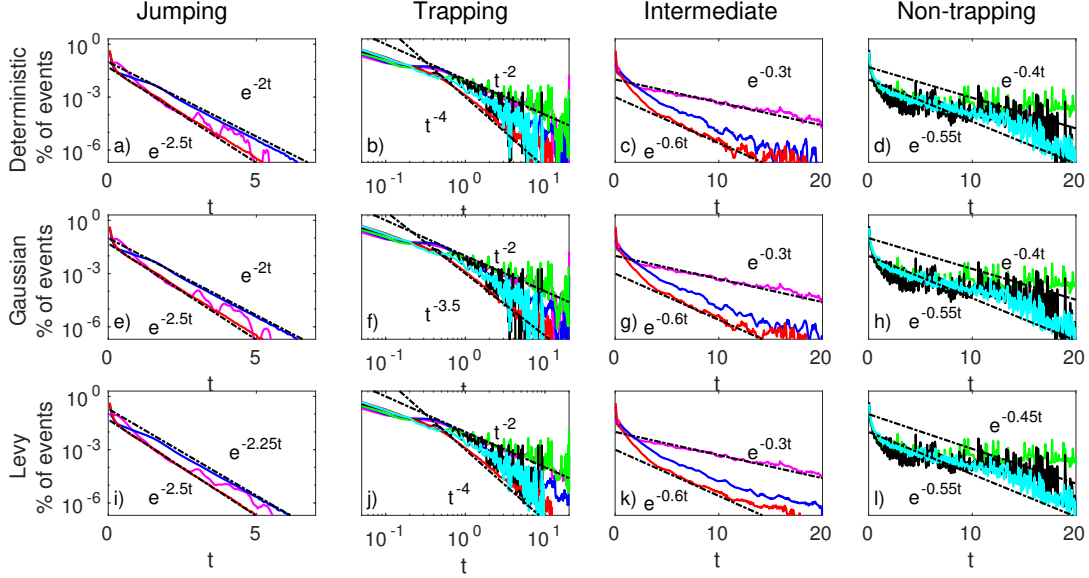 Jumping Trapping Intermediate Non-trapping
Deterministic
% of events
10^0
10^-3
10^-6
a) e^-2t e^-2.5t
0 5
t
b) t^-2 t^-4
10^-1 10^0 10^1
t
c) e^-0.3t e^-0.6t
0 10 20
t
d) e^-0.4t e^-0.55t
0 10 20
t
Gaussian
% of events
10^0
10^-3
10^-6
e) e^-2t e^-2.5t
0 5
t
f) t^-2 t^-3.5
10^-1 10^0 10^1
t
g) e^-0.3t e^-0.6t
0 10 20
t
h) e^-0.4t e^-0.55t
0 10 20
t
Levy
% of events
10^0
10^-3
10^-6
i) e^-2.25t e^-2.5t
0 5
t
j) t^-2 t^-4
10^-1 10^0 10^1
t
k) e^-0.3t e^-0.6t
0 10 20
t
l) e^-0.45t e^-0.55t
0 10 20
t